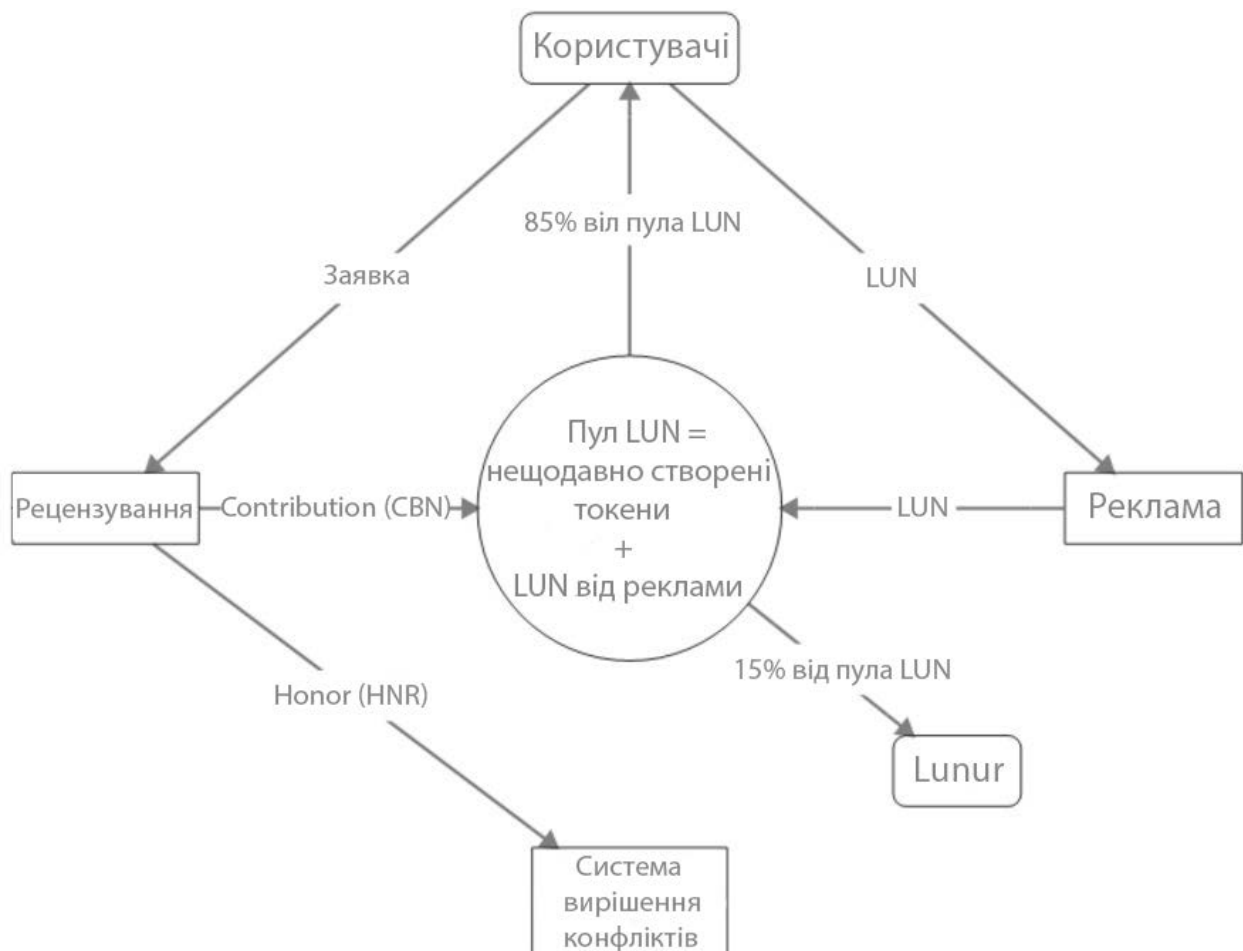 Користувачі
85% віл пула LUN
Заявка
LUN
Пул LUN =
нещодавно створені
токени
+
LUN від реклами
Рецензування
Contribution (CBN)
LUN
Реклама
15% від пула LUN
Honor (HNR)
Lunur
Система
вирішення
конфліктів